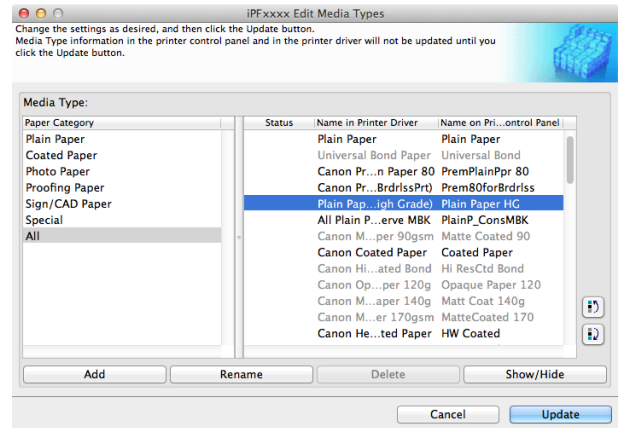 iPFxxxx Edit Media Types
Change the settings as desired, and then click the Update button.
Media Type information in the printer control panel and in the printer driver will not be updated until you
click the Update button.
Media Type:
Paper Category
Plain Paper
Coated Paper
Photo Paper
Proofing Paper
Sign/CAD Paper
Special
All
Status Name in Printer Driver Name on Pri...ontrol Panel
Plain Paper Plain Paper
Universal Bond Paper Universal Bond
Canon Pr...n Paper 80 PremPlainPpr 80
Canon Pr...BrdrlssPrt) Prem80forBrdrlss
Plain Pap...igh Grade) Plain Paper HG
All Plain P...erve MBK PlainP_ConsMBK
Canon M...per 90gsm Matte Coated 90
Canon Coated Paper Coated Paper
Canon Hi...ated Bond Hi ResCtd Bond
Canon Op...per 120g Opaque Paper 120
Canon M...aper 140g Matt Coat 140g
Canon M...er 170gsm MatteCoated 170
Canon He...ted Paper HW Coated
Add Rename Delete Show/Hide
Cancel Update